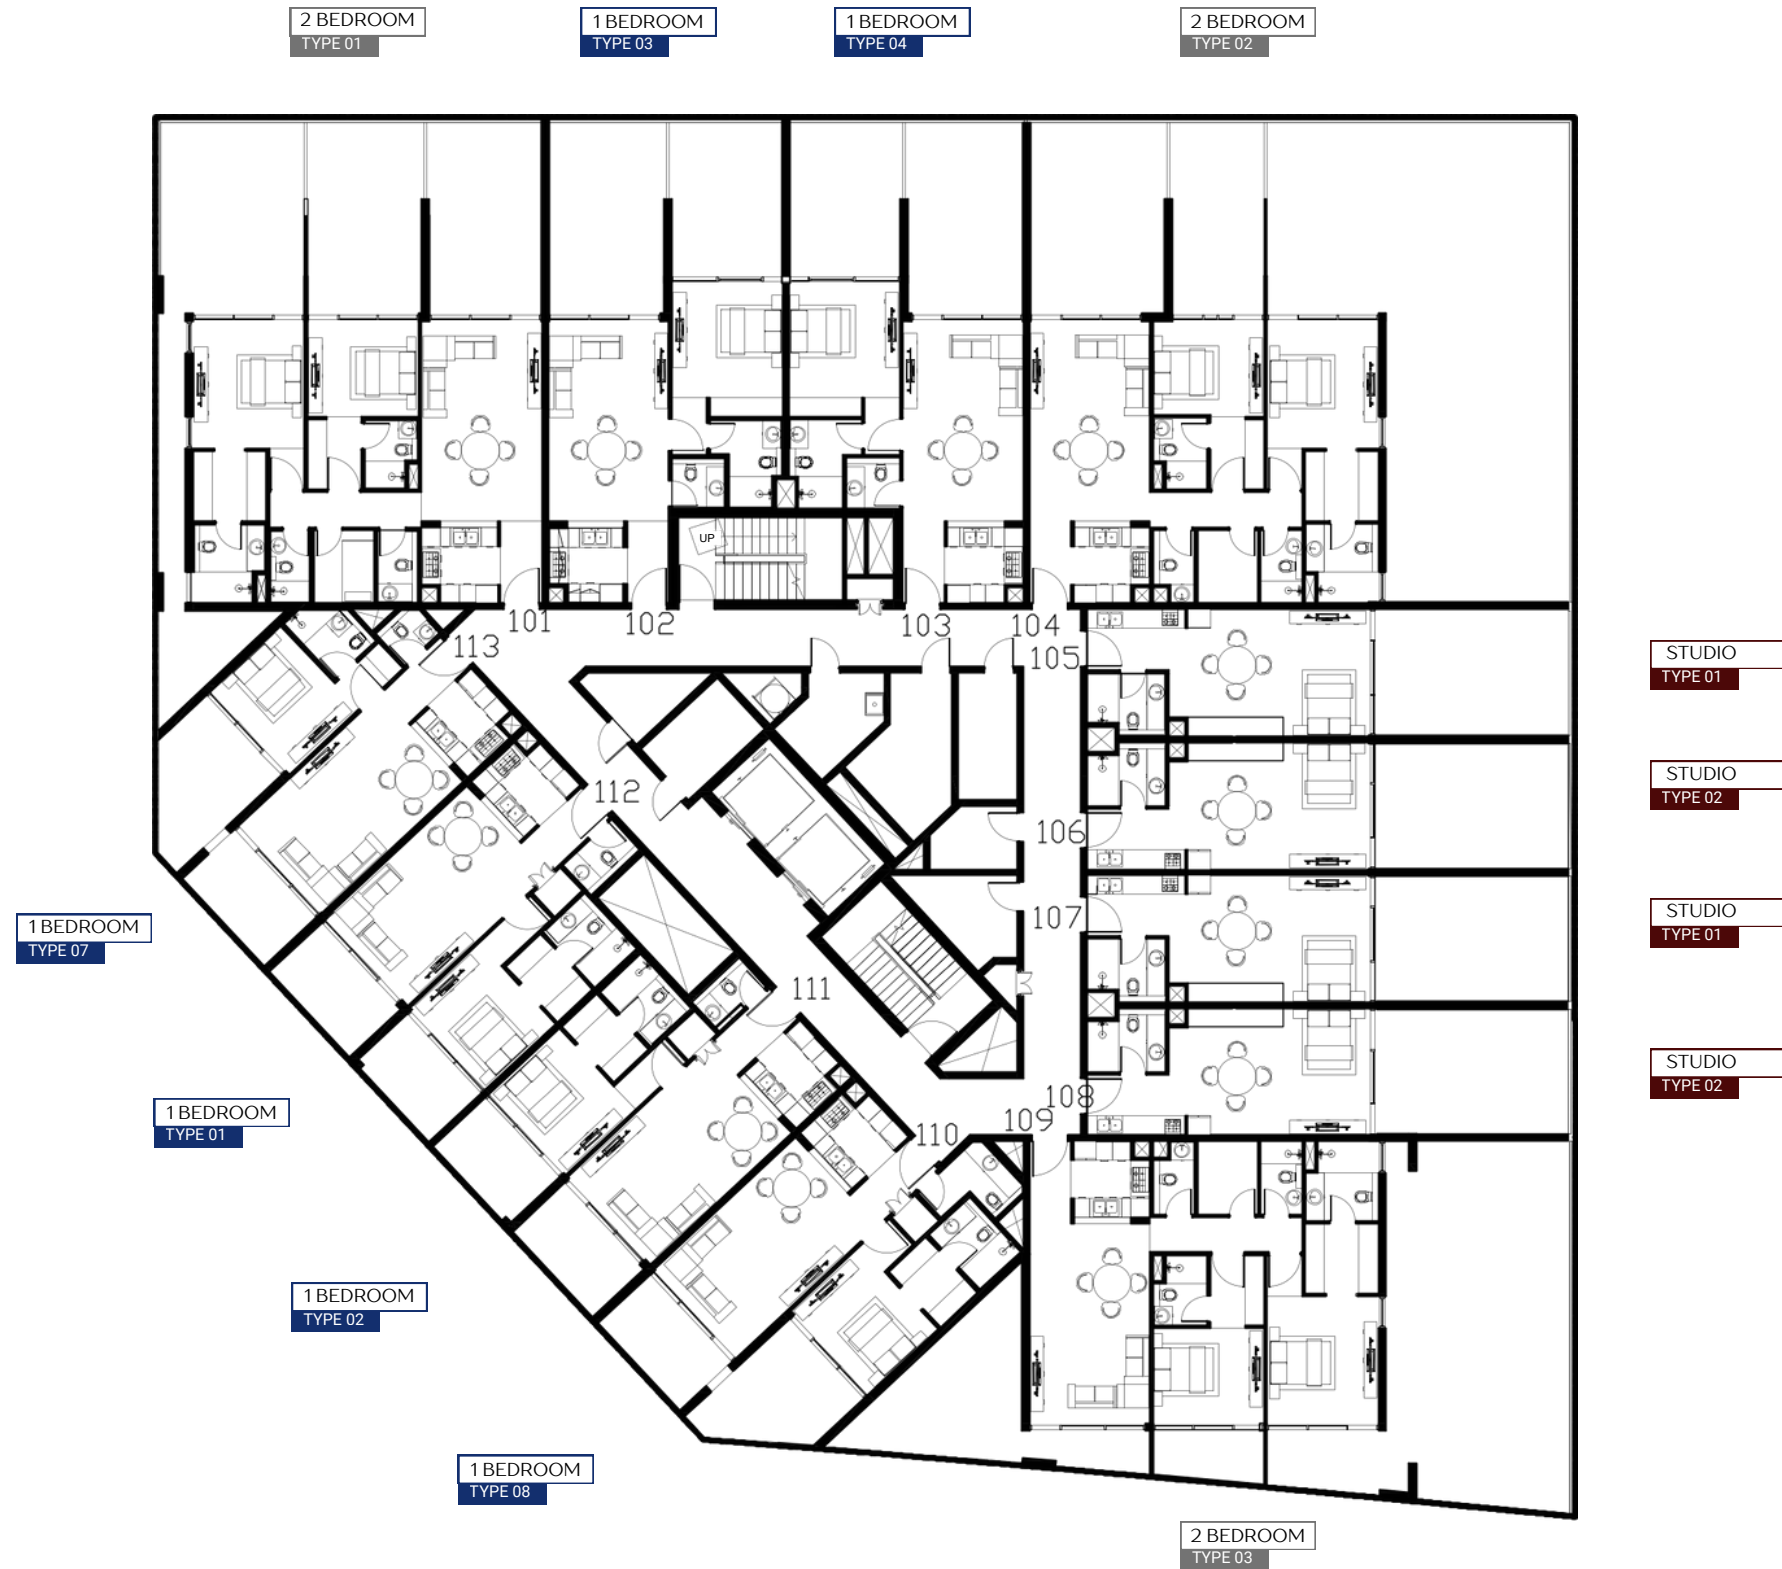 2 BEDROOM
TYPE 01
1 BEDROOM
TYPE 03
1 BEDROOM
TYPE 04
2 BEDROOM
TYPE 02
UP
101
102
103
104
113
105
STUDIO
TYPE 01
112
STUDIO
TYPE 02
106
107
STUDIO
TYPE 01
1 BEDROOM
TYPE 07
111
STUDIO
TYPE 02
108
109
110
1 BEDROOM
TYPE 01
1 BEDROOM
TYPE 02
1 BEDROOM
TYPE 08
2 BEDROOM
TYPE 03